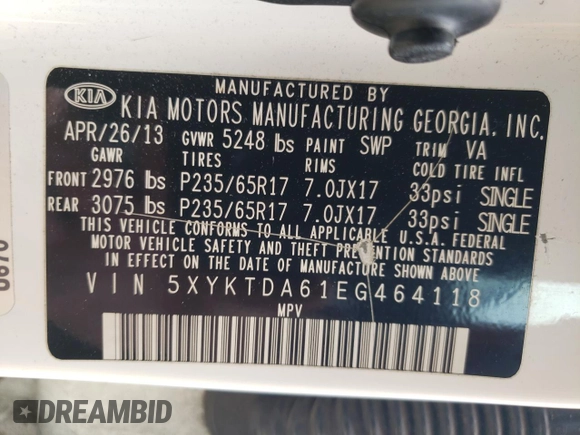 MANUFACTURED BY
KIA KIA MOTORS MANUFACTURING GEORGIA, INC.
APR/26/13 GVWR 5248 lbs PAINT SWP TRIM VA
GAWR TIRES RIMS COLD TIRE INFL
FRONT 2976 lbs P235/65R17 7.0JX17 33psi SINGLE
REAR 3075 lbs P235/65R17 7.0JX17 33psi SINGLE
THIS VEHICLE CONFORMS TO ALL APPLICABLE U.S.A. FEDERAL
MOTOR VEHICLE SAFETY AND THEFT PREVENTION STANDARDS IN
EFFECT ON THE DATE OF MANUFACTURE SHOWN ABOVE.
VIN 5XYKTDA61EG464118
MPV
DREAMBID